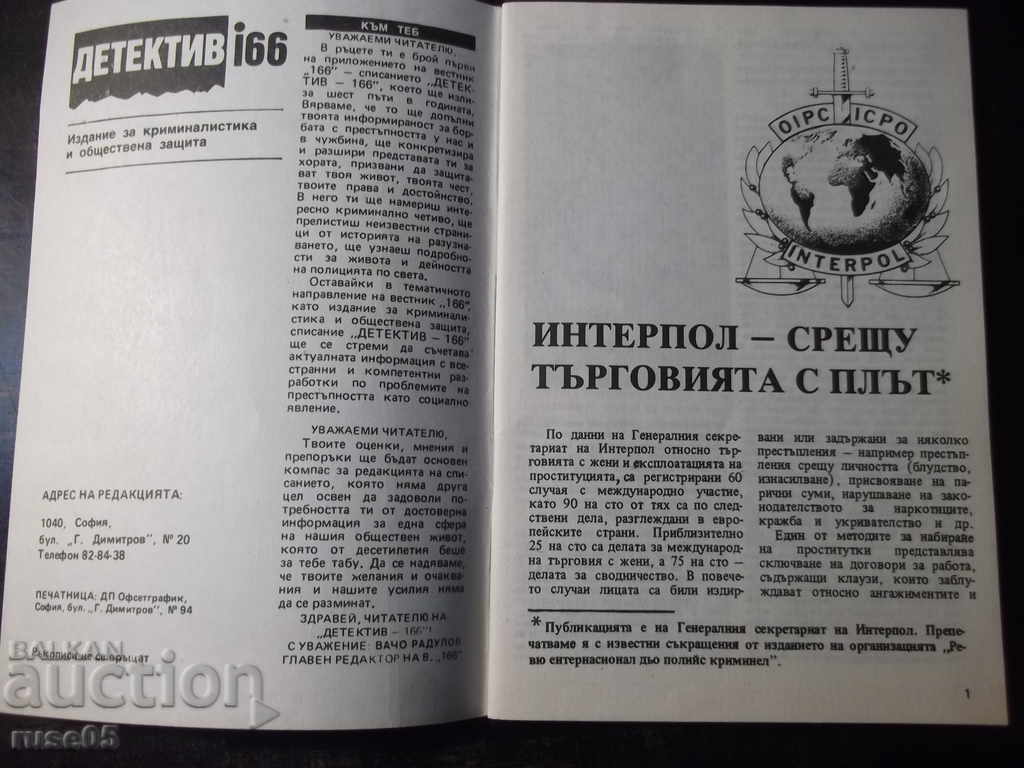 ДЕТЕКТИВ i66
Издание за криминалистика
и обществена защита
АДРЕС НА РЕДАКЦИЯТА:
1040, София,
бул. „Г. Димитров", № 20
Телефон 82-84-38
ПЕЧАТНИЦА: ДП Офсетграфик,
София, бул. „Г. Димитров", № 94
Ръкописи не се връщат
КЪМ ТЕБ
УВАЖАЕМИ ЧИТАТЕЛЮ,
В ръцете ти е брой първи
на приложението на вестник
„166" — списанието „ДЕТЕК-
ТИВ — 166", което ще изли-
за шест пъти в годината.
Вярваме, че то ще допълни
твоята информираност за бор-
бата с престъпността у нас и
в чужбина, ще конкретизира
и разшири представата ти за
хората, призвани да защита-
ват твоя живот, твоята чест,
твоите права и достойнство.
В него ти ще намериш инте-
ресно криминално четиво, ще
прелистиш неизвестни страни-
ци от историята на разузна-
ването, ще узнаеш подробно-
сти за живота и дейността
на полицията по света.
Оставайки в тематичното
направление на вестник „166",
като издание за криминали-
стика и обществена защита,
списание „ДЕТЕКТИВ — 166"
ще се стреми да съчетава
актуалната информация с все-
странни и компетентни раз-
работки по проблемите на
престъпността като социално
явление.
УВАЖАЕМИ ЧИТАТЕЛЮ,
Твоите оценки, мнения и
препоръки ще бъдат основен
компас за редакцията на спи-
санието, която няма друга
цел освен да задоволи по-
требността ти от достоверна
информация за една сфера
на нашия обществен живот,
която от десетилетия беше
за тебе табу. Да се надяваме,
че твоите желания и очаква-
ния и нашите усилия няма
да се разминат.
ЗДРАВЕЙ, ЧИТАТЕЛЮ НА
„ДЕТЕКТИВ — 166"!
С УВАЖЕНИЕ: ВАЧО РАДУЛОВ
ГЛАВЕН РЕДАКТОР НА В. „166"
OIPC ICPO
INTERPOL
ИНТЕРПОЛ — СРЕЩУ
ТЪРГОВИЯТА С ПЛЪТ*
По данни на Генералния секре-
тариат на Интерпол относно тър-
говията с жени и експлоатацията на
проституцията, са регистрирани 60
случая с международно участие,
като 90 на сто от тях са по след-
ствени дела, разглеждани в евро-
пейските страни. Приблизително
25 на сто са делата за международ-
на търговия с жени, а 75 на сто —
делата за сводничество. В повече-
то случаи лицата са били издир-
вани или задържани за няколко
престъпления — например престъп-
ления срещу личността (блудство,
изнасилване), присвояване на па-
рични суми, нарушаване на зако-
нодателството за наркотиците,
кражба и укривателство и др.
Един от методите за набиране
на проститутки представлява
сключване на договори за работа,
съдържащи клаузи, които заблу-
ждават относно ангажиментите и
* Публикацията е на Генералния секретариат на Интерпол. Препе-
чатваме я с известни съкращения от изданието на организацията „Ре-
вю ентернасионал дьо полийс криминел".
1
BALKAN
auction
ruse05